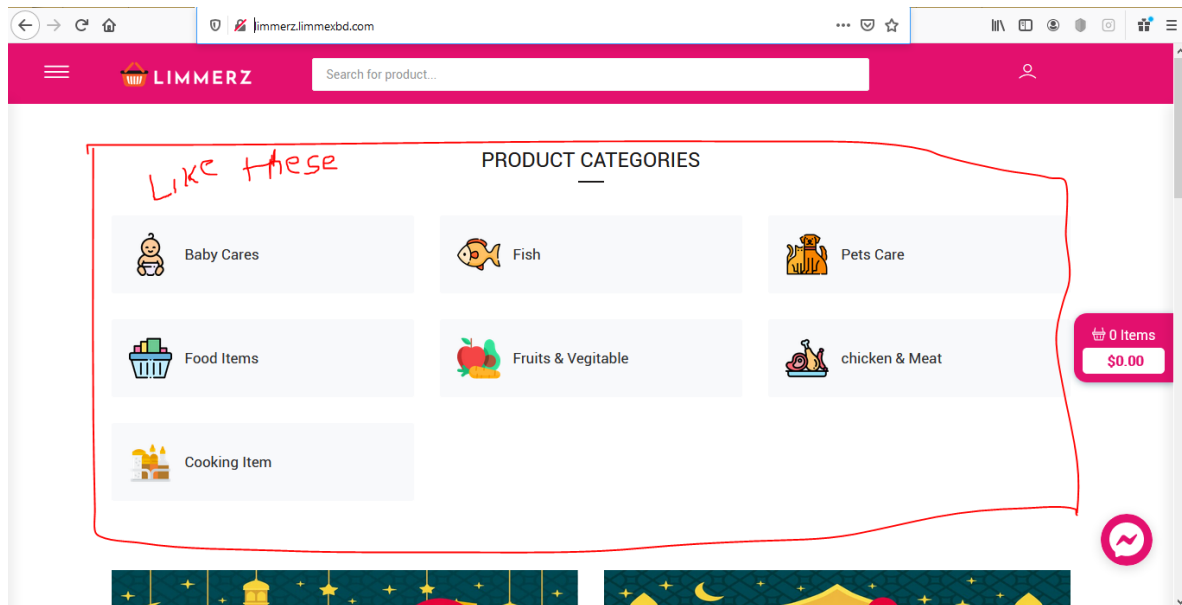 limmerz.limmexbd.com
LIMMERZ
Search for product...
Like these
PRODUCT CATEGORIES
Baby Cares
Fish
Pets Care
Food Items
Fruits & Vegitable
chicken & Meat
0 Items
$0.00
Cooking Item